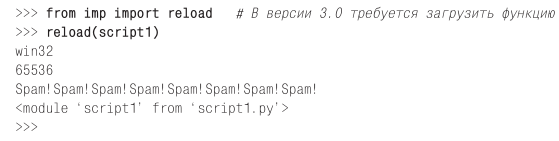 >>> from imp import reload   # В версии 3.0 требуется загрузить функцию
>>> reload(script1)
win32
65536
Spam!Spam!Spam!Spam!Spam!Spam!Spam!Spam!
<module ‘script1’ from ‘script1.py’>
>>>